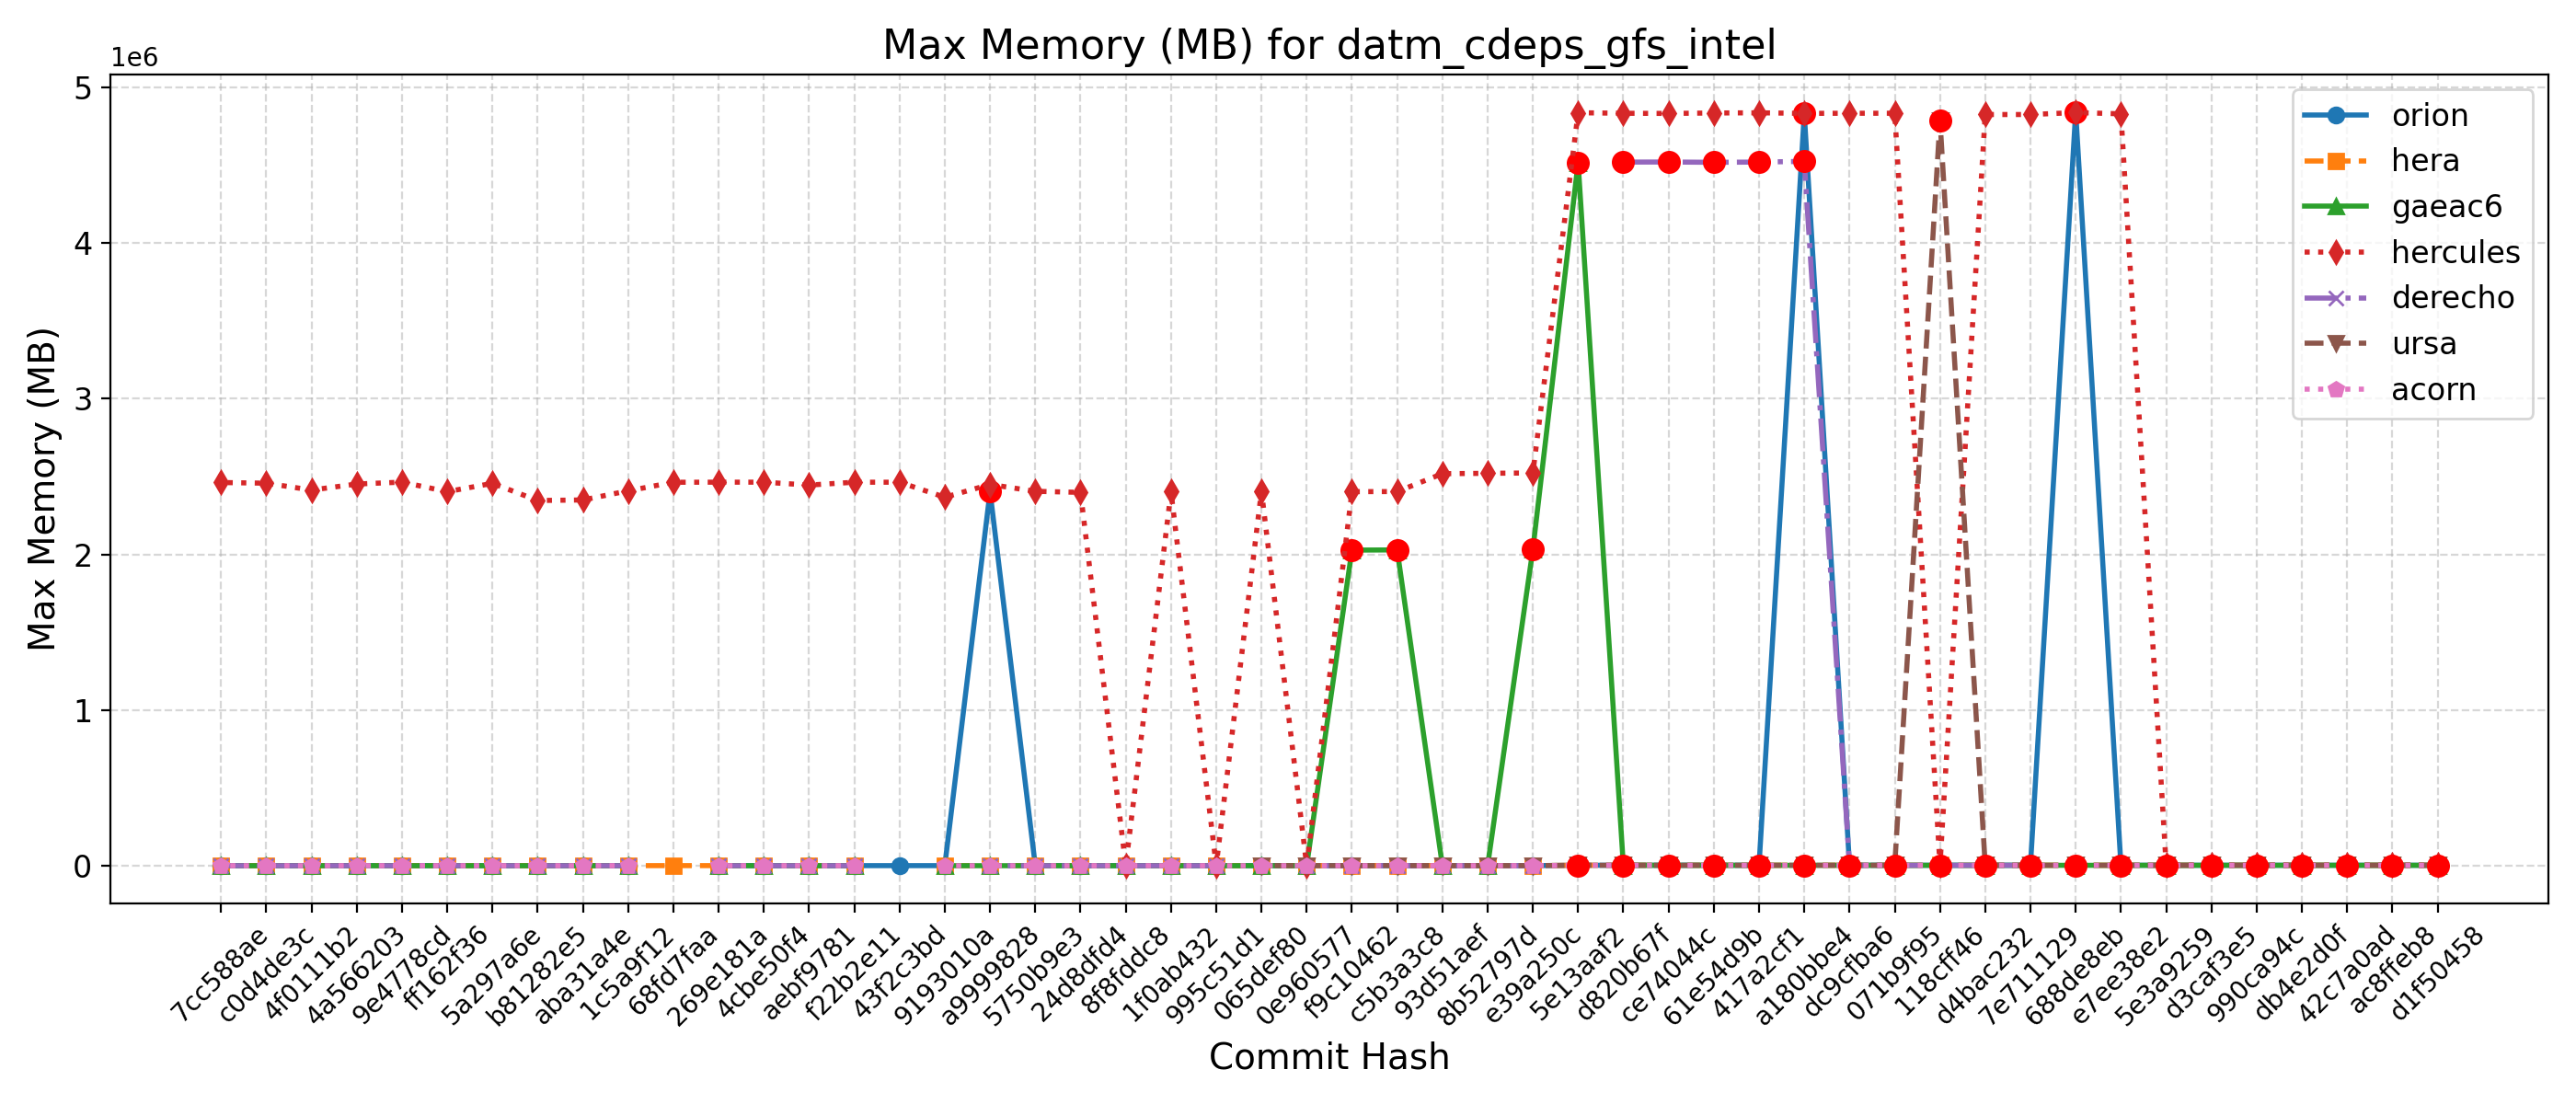 Max Memory (MB) for datm_cdeps_gfs_intel
1e6
5
4
3
2
1
0
Max Memory (MB)
orion
hera
gaeac6
hercules
derecho
ursa
acorn
7cc588ae
c0d4de3c
4f0111b2
4a566203
9e4778cd
ff162f36
5a297a6e
b81282e5
aba31a4e
1c5a9f12
68fd7faa
269e181a
4cbe50f4
aebf9781
f22b2e11
43f2c3bd
9193010a
a9999828
5750b9e3
24d8dfd4
8f8fddc8
1f0ab432
995c51d1
065def80
0e960577
f9c10462
c5b3a3c8
93d51aef
8b52797d
e39a250c
5e13aaf2
d820b67f
ce74044c
61e54d9b
417a2cf1
a180bbe4
dc9cfba6
071b9f95
118cff46
d4bac232
7e711129
688de8eb
e7ee38e2
5e3a9259
d3caf3e5
990ca94c
db4e2d0f
42c7a0ad
ac8ffeb8
d1f50458
Commit Hash